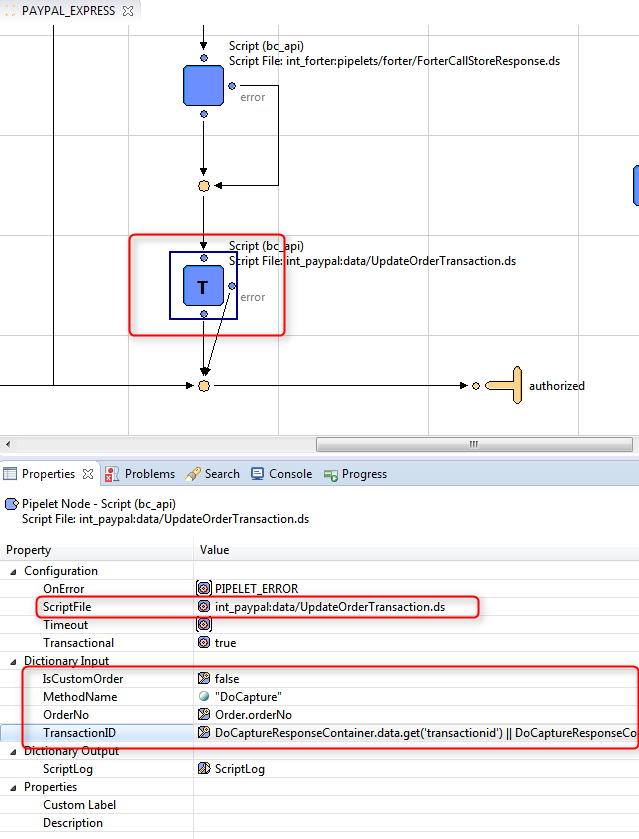 PAYPAL_EXPRESS
Script (bc_api)
Script File: int_forter:pipelets/forter/ForterCallStoreResponse.ds
error
Script (bc_api)
Script File: int_paypal:data/UpdateOrderTransaction.ds
T
error
authorized
Properties Problems Search Console Progress
Pipelet Node - Script (bc_api)
Script File: int_paypal:data/UpdateOrderTransaction.ds
Property Value
Configuration
OnError PIPELET_ERROR
ScriptFile int_paypal:data/UpdateOrderTransaction.ds
Timeout
Transactional true
Dictionary Input
IsCustomOrder false
MethodName "DoCapture"
OrderNo Order.orderNo
TransactionID DoCaptureResponseContainer.data.get('transactionid') || DoCaptureResponseCo
Dictionary Output
ScriptLog ScriptLog
Properties
Custom Label
Description